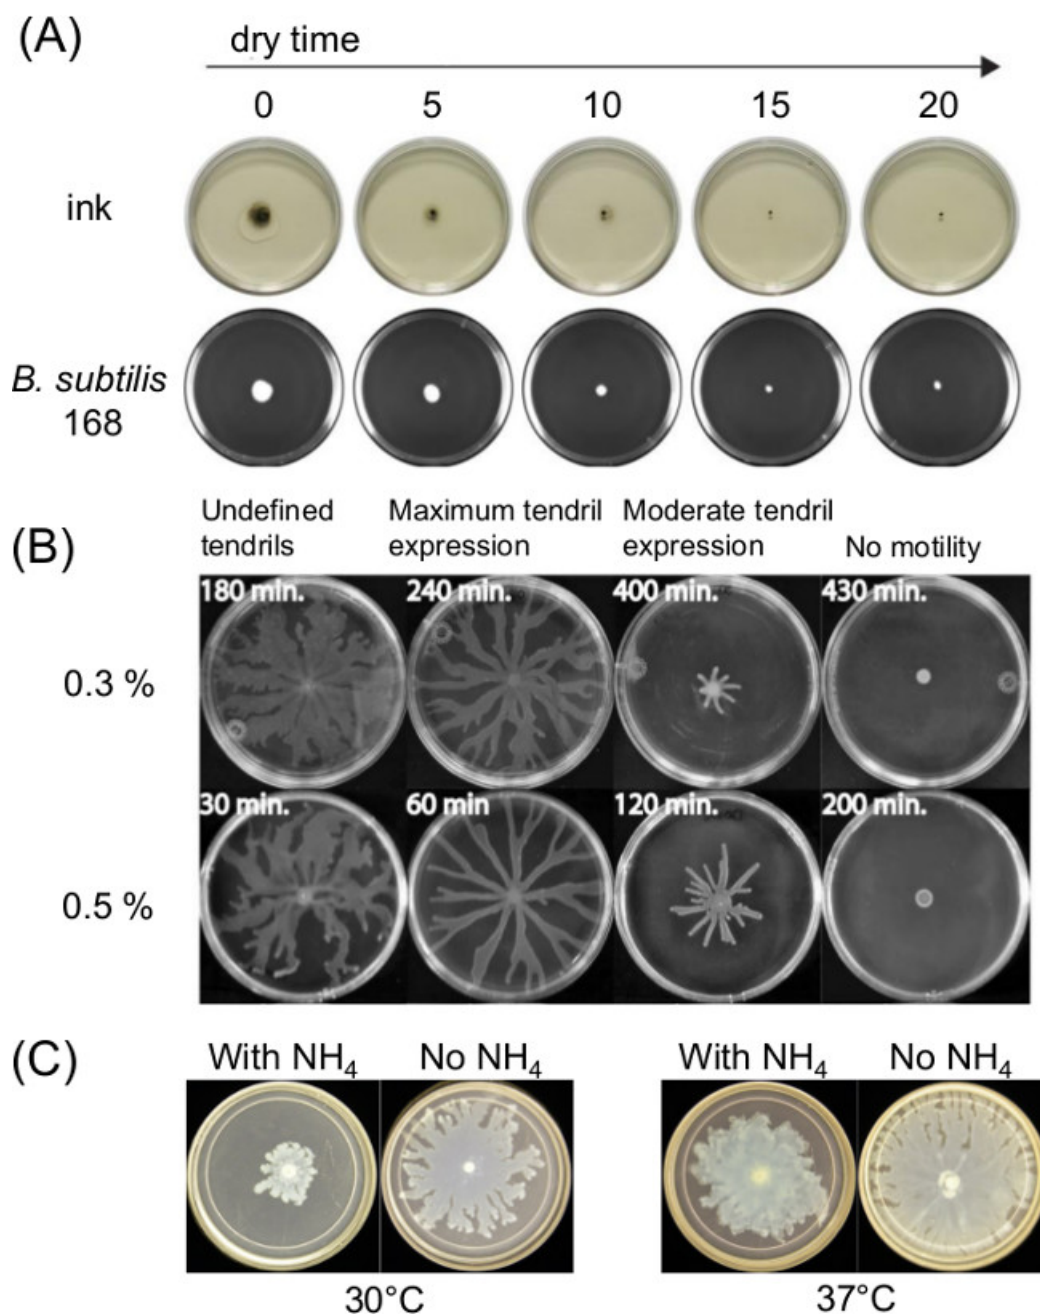 (A)
dry time
0 5 10 15 20
ink
B. subtilis
168
(B)
Undefined
tendrils
Maximum tendril
expression
Moderate tendril
expression
No motility
180 min. 240 min. 400 min. 430 min.
0.3 %
30 min. 60 min 120 min. 200 min.
0.5 %
(C)
With NH₄ No NH₄ With NH₄ No NH₄
30°C 37°C